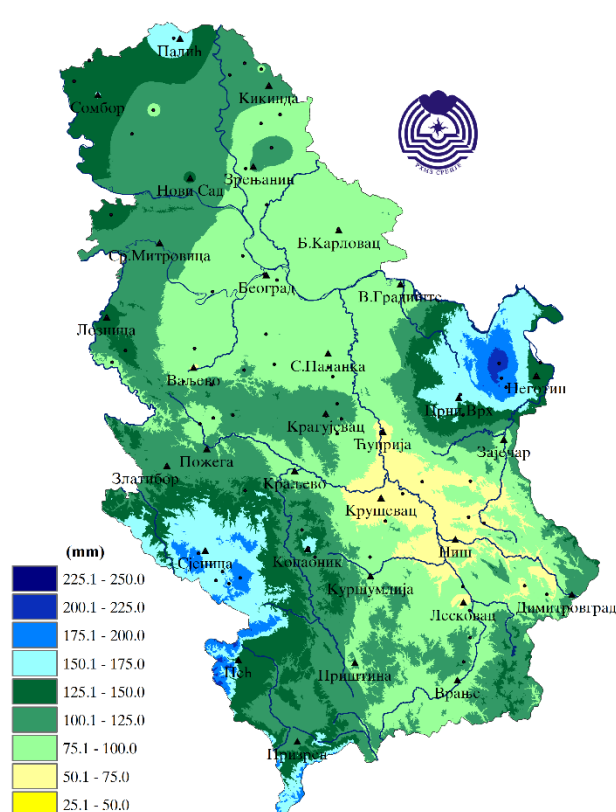 Палић
Сомбор
Кикинда
РХМЗ СРБИЈЕ
Зрењанин
Нови Сад
Б.Карловац
Ср.Митровица
Београд
В.Градиште
Лозница
С.Паланка
Ваљево
Неготин
Црни Врх
Крагујевац
Ћуприја
Зајечар
Пожега
Златибор
Краљево
Крушевац
Ниш
(mm)
Сјеница
Копаоник
Куршумлија
225.1 - 250.0
200.1 - 225.0
Лесковац
Димитровград
175.1 - 200.0
150.1 - 175.0
Пећ
Приштина
125.1 - 150.0
Врање
100.1 - 125.0
75.1 - 100.0
Призрен
50.1 - 75.0
25.1 - 50.0